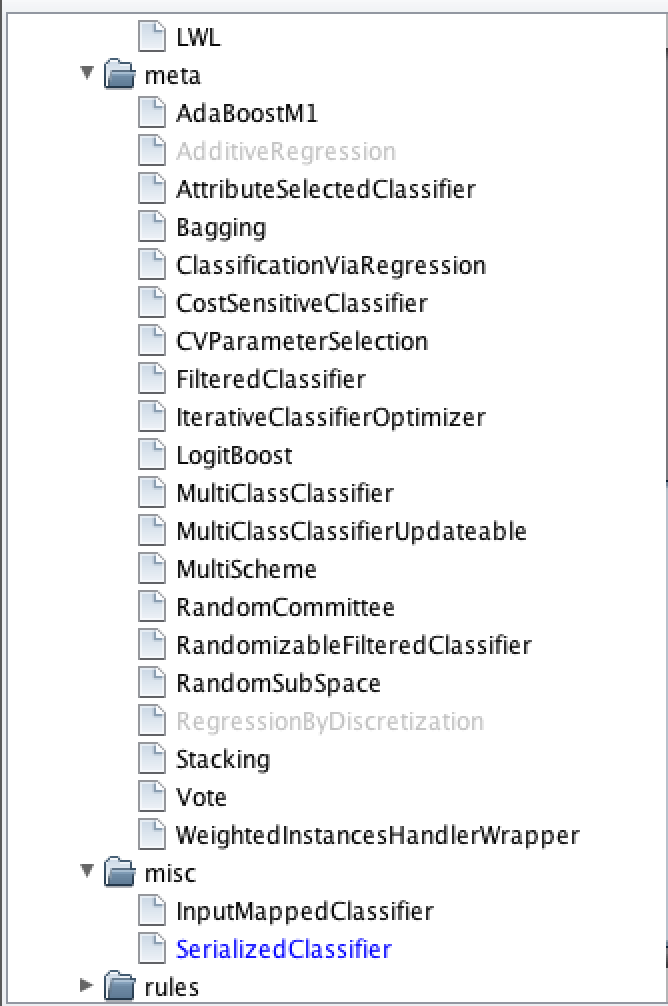 LWL
meta
AdaBoostM1
AdditiveRegression
AttributeSelectedClassifier
Bagging
ClassificationViaRegression
CostSensitiveClassifier
CVParameterSelection
FilteredClassifier
IterativeClassifierOptimizer
LogitBoost
MultiClassClassifier
MultiClassClassifierUpdateable
MultiScheme
RandomCommittee
RandomizableFilteredClassifier
RandomSubSpace
RegressionByDiscretization
Stacking
Vote
WeightedInstancesHandlerWrapper
misc
InputMappedClassifier
SerializedClassifier
rules